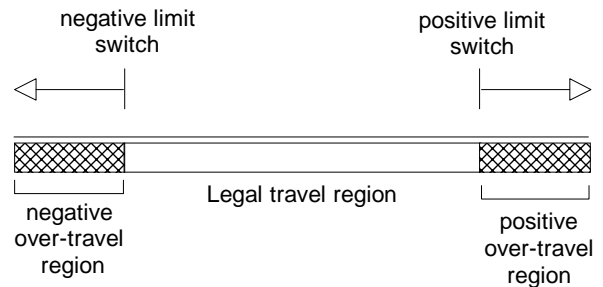 negative limit
switch
positive limit
switch
Legal travel region
negative
over-travel
region
positive
over-travel
region